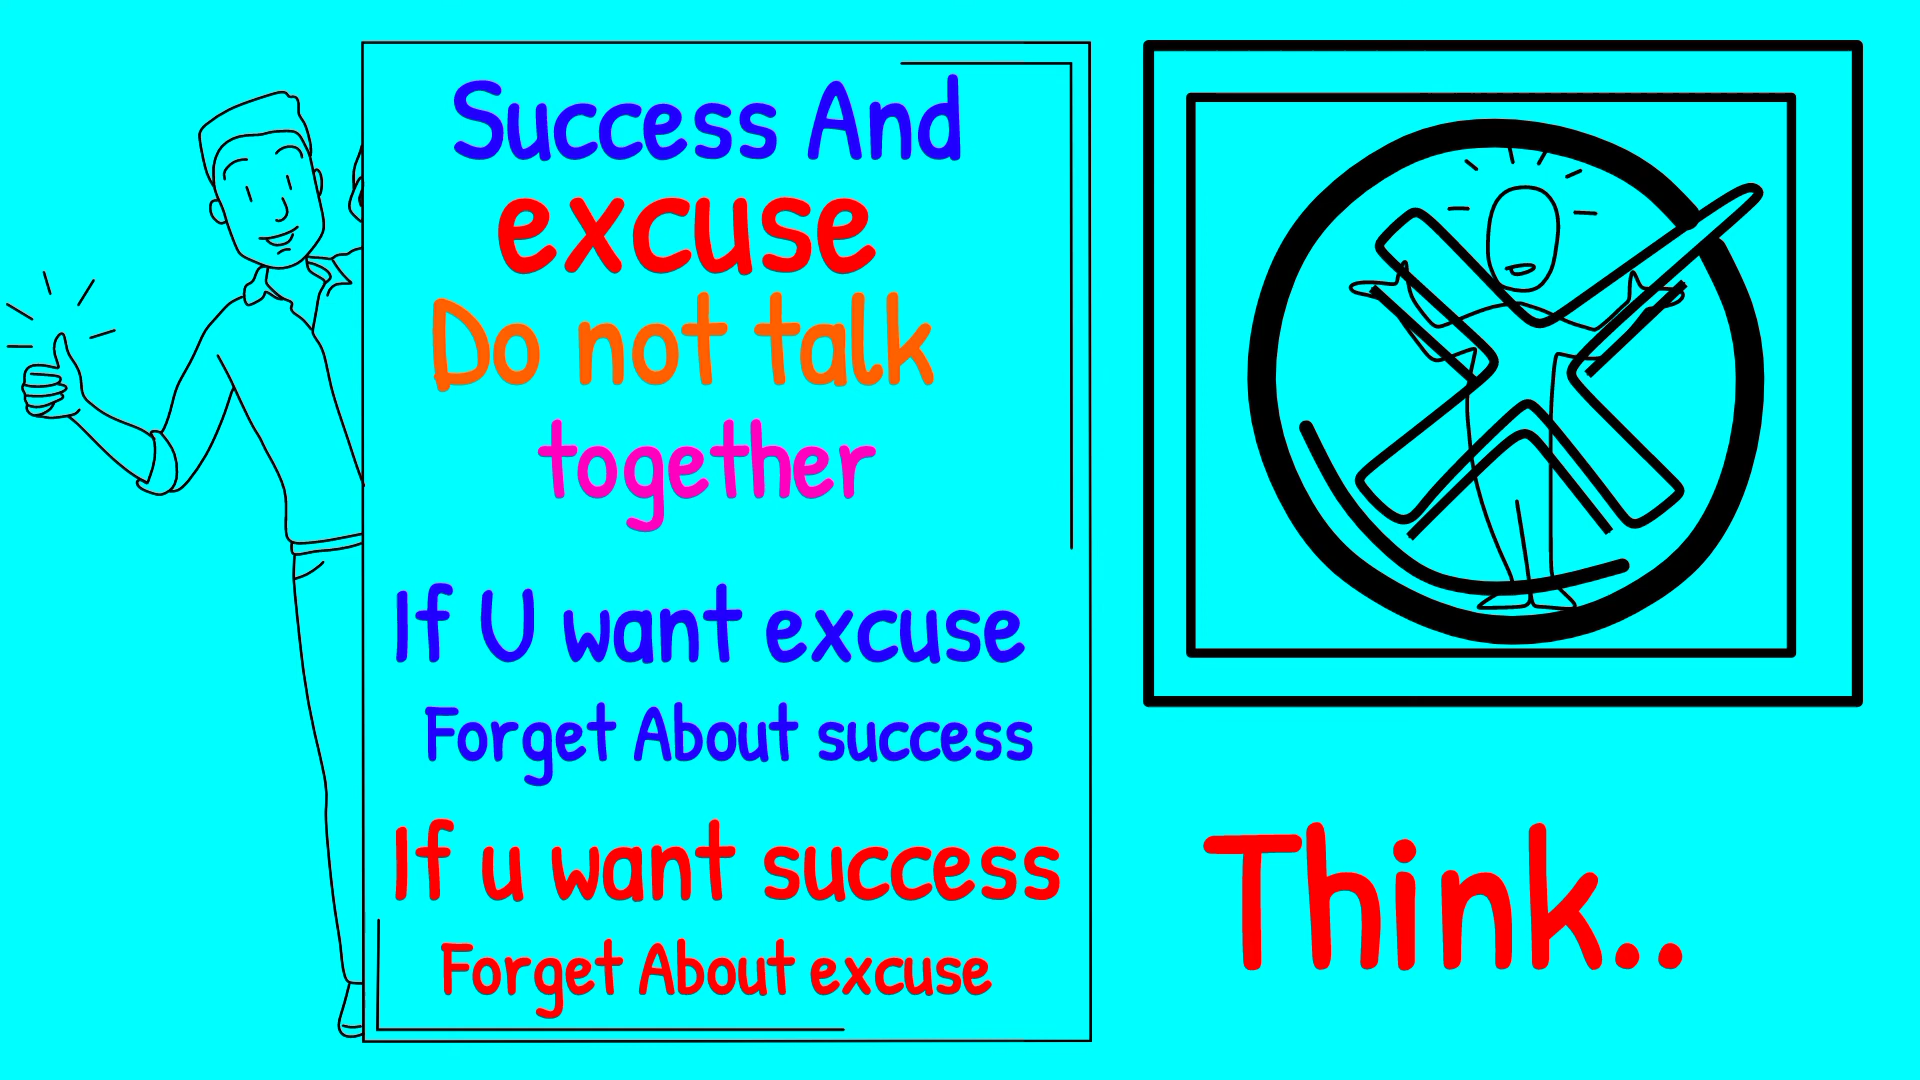 Success And
excuse
Do not talk
together
If U want excuse
Forget About success
If u want success
Forget About excuse
Think..